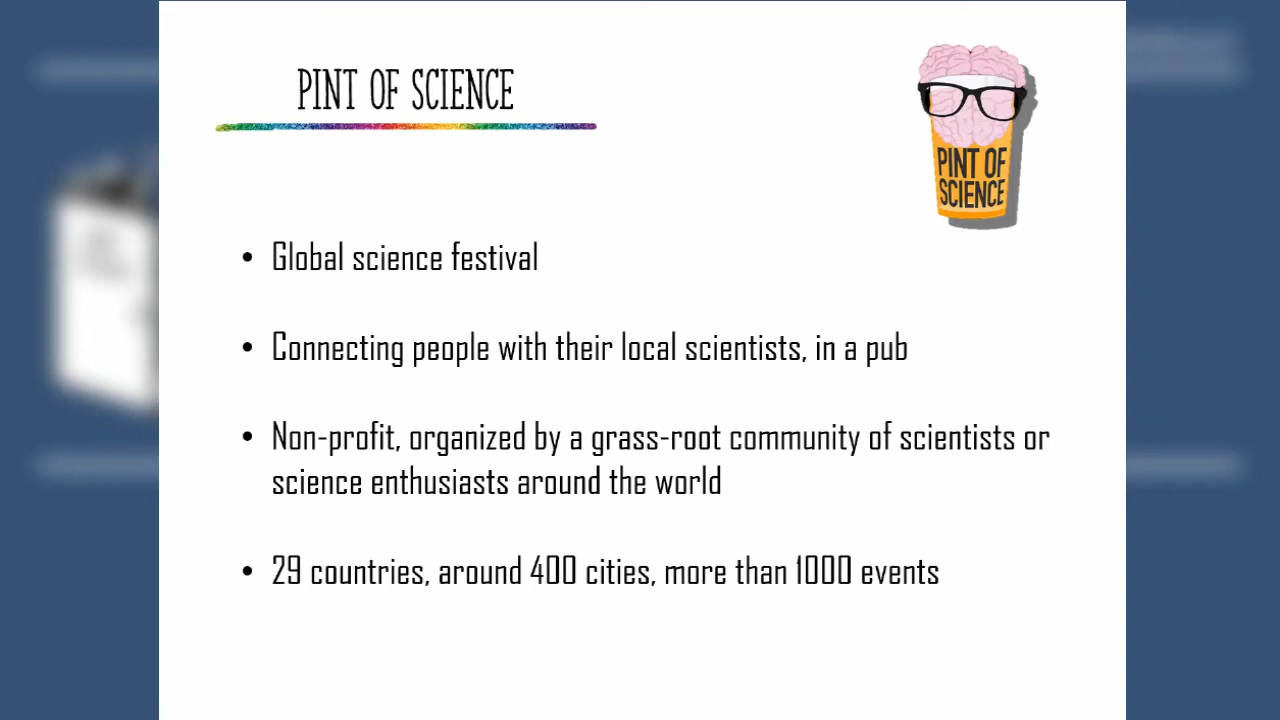 PINT OF SCIENCE
PINT OF
SCIENCE
• Global science festival
• Connecting people with their local scientists, in a pub
• Non-profit, organized by a grass-root community of scientists or
science enthusiasts around the world
• 29 countries, around 400 cities, more than 1000 events